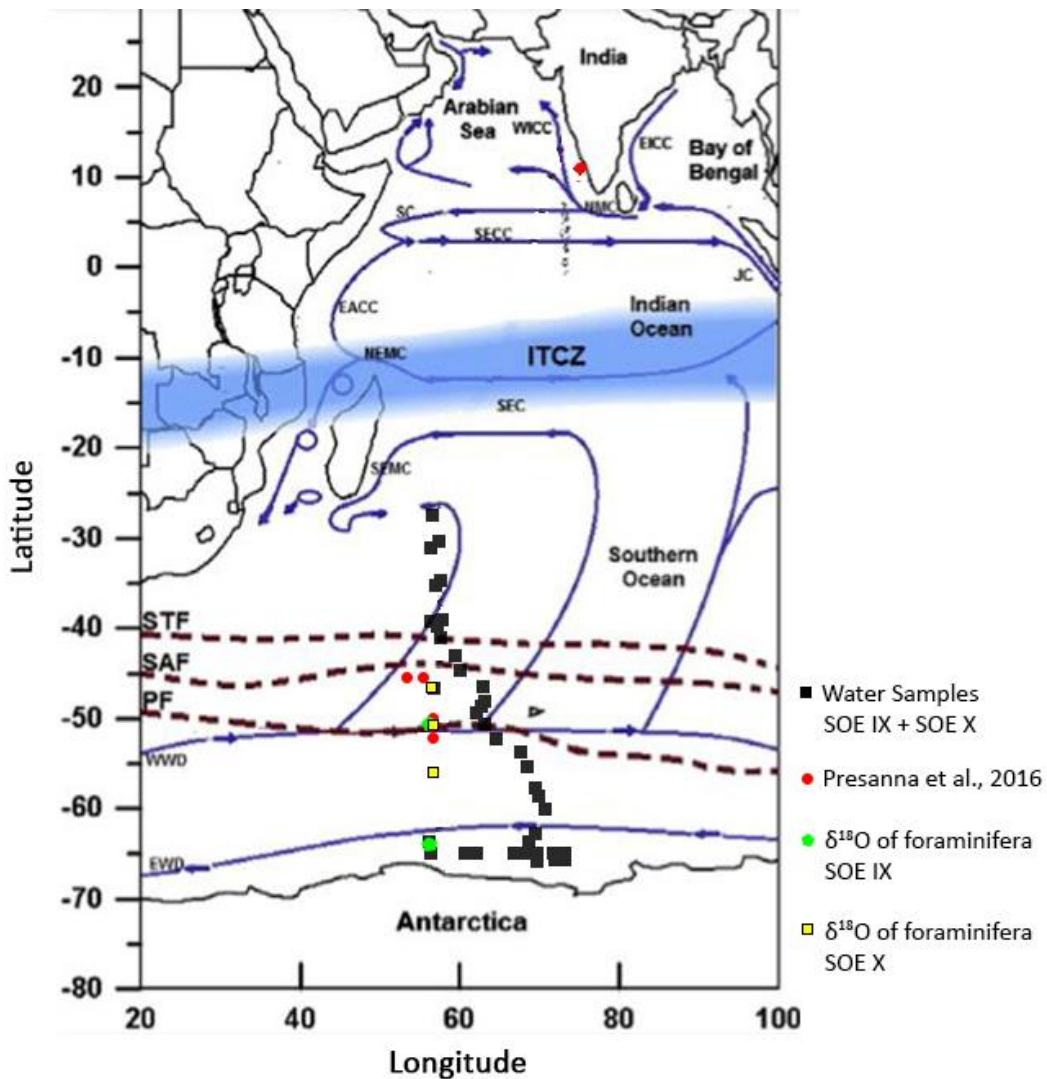 India
20
Arabian
Sea
WICC
EICC
Bay of
Bengal
10
SC
NMC
SECC
0
JC
EACC
Indian
Ocean
NEMC
ITCZ
-10
SEC
-20
SEMC
Latitude
-30
Southern
Ocean
-40
STF
SAF
PF
-50
WWD
-60
EWD
-70
Antarctica
-80
20
40
60
80
100
Longitude
Water Samples
SOE IX + SOE X
Presanna et al., 2016
δ¹⁸O of foraminifera
SOE IX
δ¹⁸O of foraminifera
SOE X